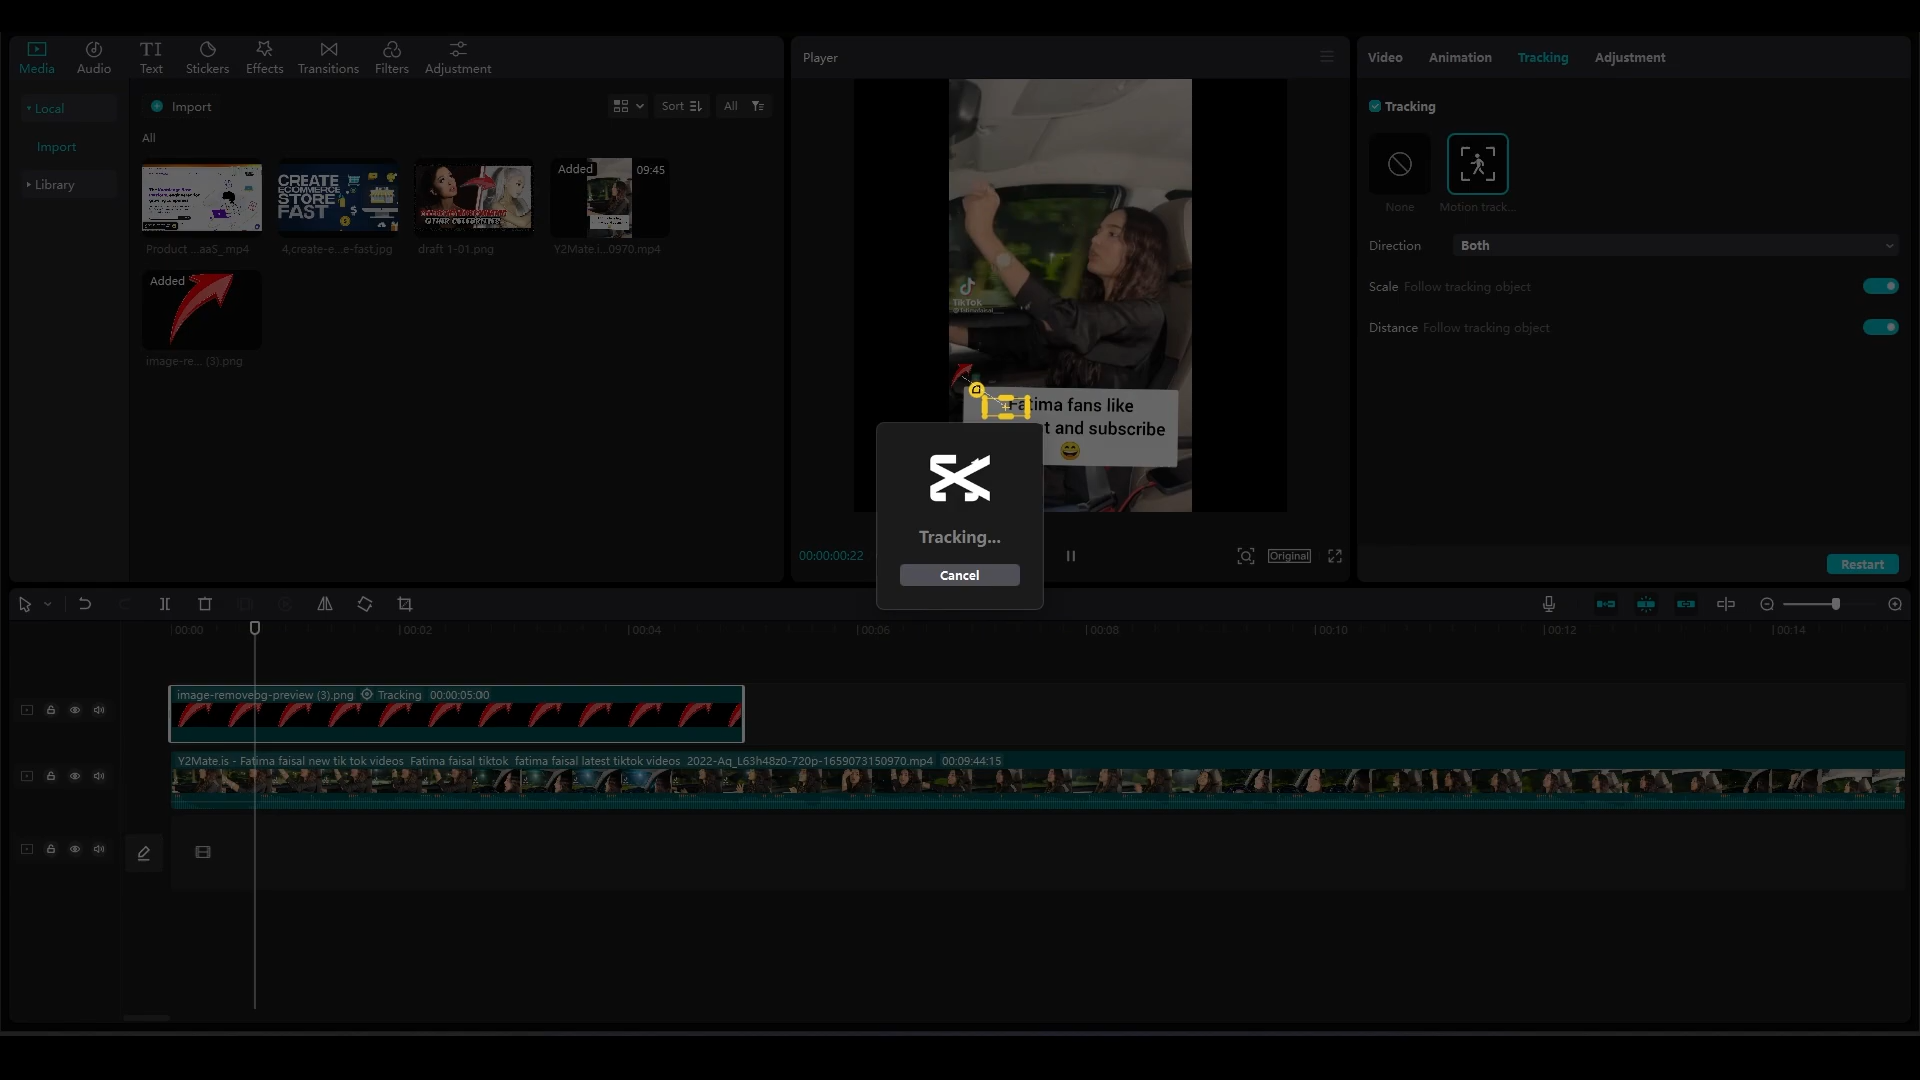 Media
Audio
Text
Stickers
Effects
Transitions
Filters
Adjustment
Local
Import
Library
Import
Sort
All
All
Product ...aaS_.mp4
CREATE
ECOMMERCE
STORE
FAST
4.create-e...e-fast.jpg
draft 1-01.png
Added
09:45
Y2Mate.i...0970.mp4
Added
image-re... (3).png
Player
TikTok
Fatima fans like
t and subscribe
Tracking...
Cancel
00:00:00:22
Original
Video
Animation
Tracking
Adjustment
Tracking
None
Motion track...
Direction
Both
Scale Follow tracking object
Distance Follow tracking object
Restart
00:00
00:02
00:04
00:06
00:08
00:10
00:12
00:14
image-removebg-preview (3).png Tracking 00:00:05:00
Y2Mate.is - Fatima faisal new tik tok videos Fatima faisal tiktok fatima faisal latest tiktok videos 2022-Aq_L63h48z0-720p-1659073150970.mp4 00:09:44:15